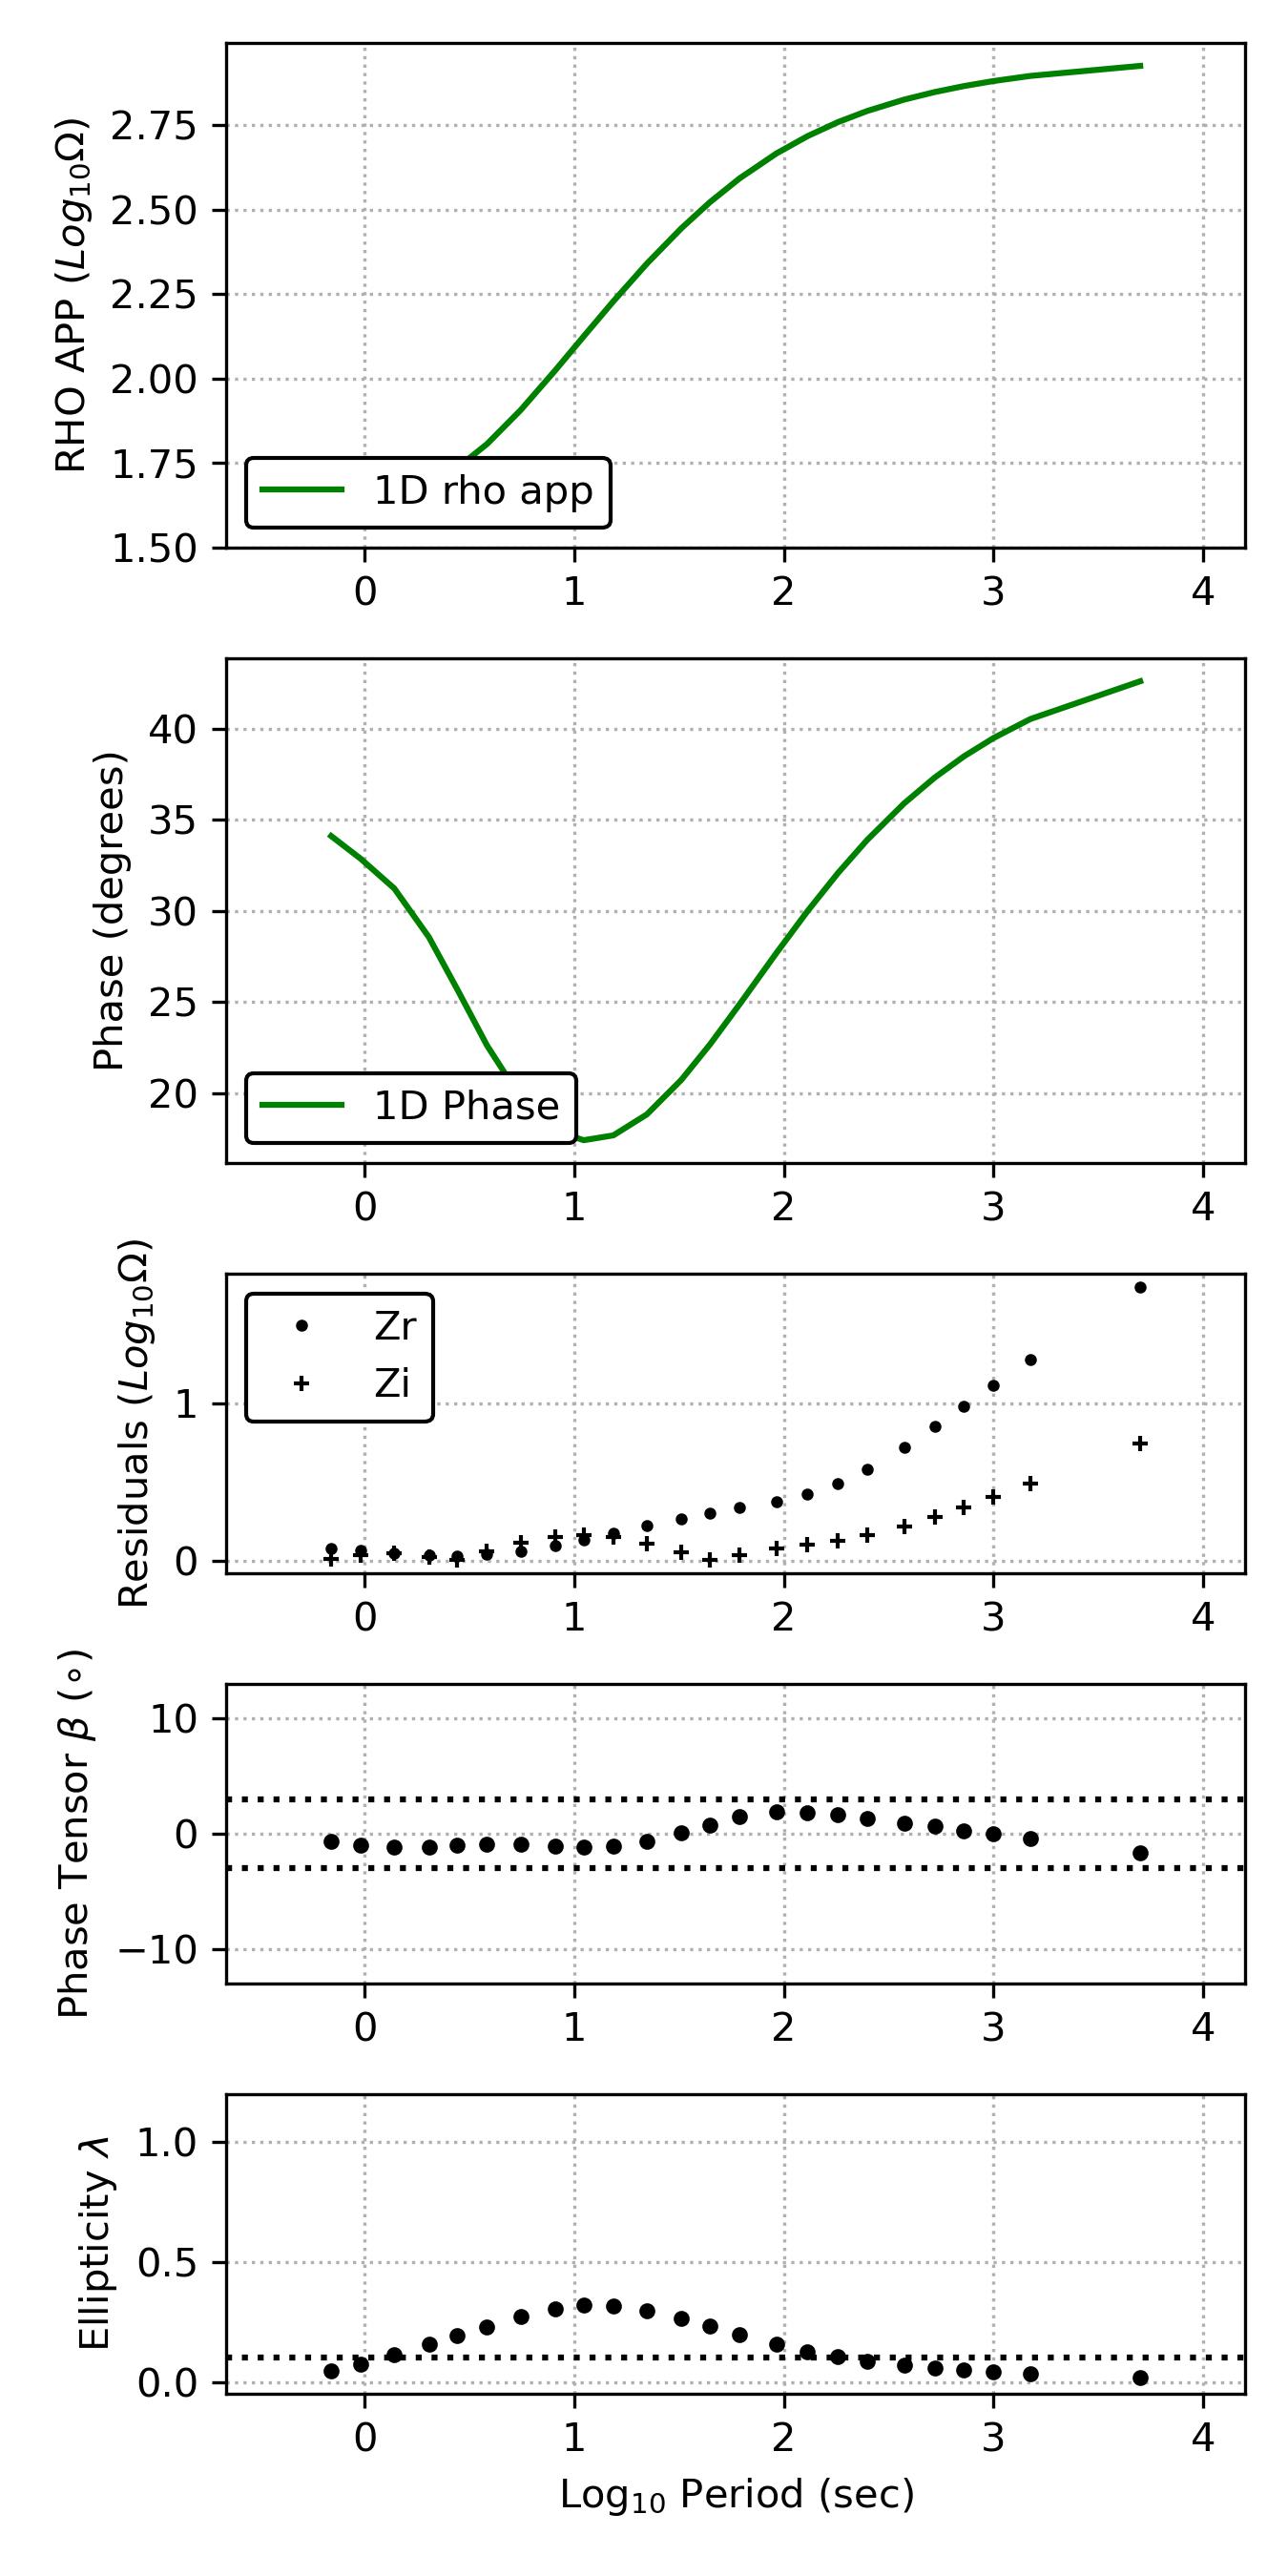 RHO APP (Log₁₀Ω)
2.75
2.50
2.25
2.00
1.75
1.50
1D rho app
0 1 2 3 4
Phase (degrees)
40
35
30
25
20
1D Phase
0 1 2 3 4
Residuals (Log₁₀Ω)
1
0
Zr
Zi
0 1 2 3 4
Phase Tensor β (∘)
10
0
−10
0 1 2 3 4
Ellipticity λ
1.0
0.5
0.0
0 1 2 3 4
Log₁₀ Period (sec)